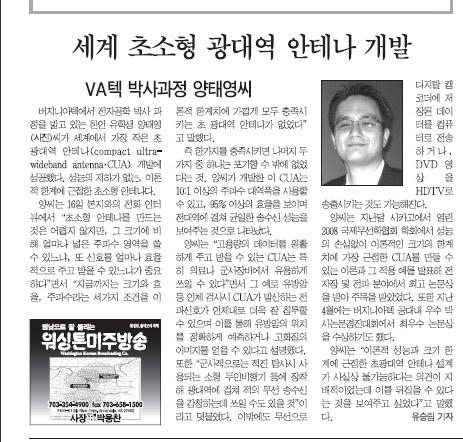 세계 초소형 광대역 안테나 개발
VA텍 박사과정 양태영씨
버지니아텍에서 전자공학 박사 과
정을 밟고 있는 한인 유학생 양태영
(사진)씨가 세계에서 가장 작은 초
광대역 안테나(compact ultra-
wideband antenna·CUA) 개발에
성공했다. 성능의 저하가 없는, 이론
적 한계에 근접한 초소형 안테나다.
양씨는 16일 본지와의 전화 인터
뷰에서 "초소형 안테나를 만드는
것은 어렵지 않지만, 그 크기에 비
해 얼마나 넓은 주파수 영역을 쓸
수 있느냐, 또 신호를 얼마나 효율
적으로 주고 받을 수 있느냐가 중요
하다"면서 "지금까지는 크기와 효
율, 주파수라는 세가지 조건을 이
론적 한계치에 가깝게 모두 충족시
키는 초 광대역 안테나가 없었다"
고 말했다.
즉 한가지를 충족시키면 나머지 두
가지 중 하나는 포기할 수 밖에 없었
다는 것. 양씨가 개발한 이 CUA는
10:1 이상의 주파수 대역폭을 사용할
수 있고, 95% 이상의 효율을 보이며
전대역에 걸쳐 균일한 송수신 성능을
보여주는 것으로 나타났다.
양씨는 "고용량의 데이터를 원활
하게 주고 받을 수 있는 CUA는 특
히 의료나 군사장비에서 유용하게
쓰일 수 있다"면서 그 예로 유방암
등 인체 검사시 CUA가 발신하는 전
파신호가 인체내로 더욱 잘 침투할
수 있으며 이를 통해 유방암의 위치
를 정확하게 예측하거나 고화질의
이미지를 얻을 수 있다고 설명했다.
또한 "군사적으로는 적진 탐사시 사
용되는 소형 무인비행기 등에 장착
해 광대역에 걸쳐 적의 무선 송수신
을 감청하는데 쓰일 수도 있을 것"이
라고 덧붙였다. 이밖에도 무선으로
디지탈 캠
코더에 저
장된 데이
터를 컴퓨
터로 전송
하거나,
DVD 영
상을
HDTV로
송출시키는 것도 가능해진다.
양씨는 지난달 시카고에서 열린
2008 국제무선학협회 학회에서 성능
의 손실없이 이론적인 크기의 한계
치에 가장 근접한 CUA를 만들 수
있는 이론과 그 적용 예를 발표해 전
자장 및 전파 분야에서 최고 논문상
을 받아 주목을 받았었다. 또한 지난
4월에는 버지니아텍 공대내 우수 박
사논문경진대회에서 최우수 논문상
을 수상하기도 했다.
양씨는 "이론적 성능과 크기 한
계에 근접한 초광대역 안테나 설계
가 사실상 불가능하다는 의견이 지
배적이었는데 이를 뒤집을 수 있다
는 것을 보여주고 싶었다"고 말했
다.
유승림 기자
밤낮으로 잘 들리는
워싱톤미주방송
Washington Korean Broadcasting Co.
703-354-4900 fax 703-658-1500
사장 박용찬